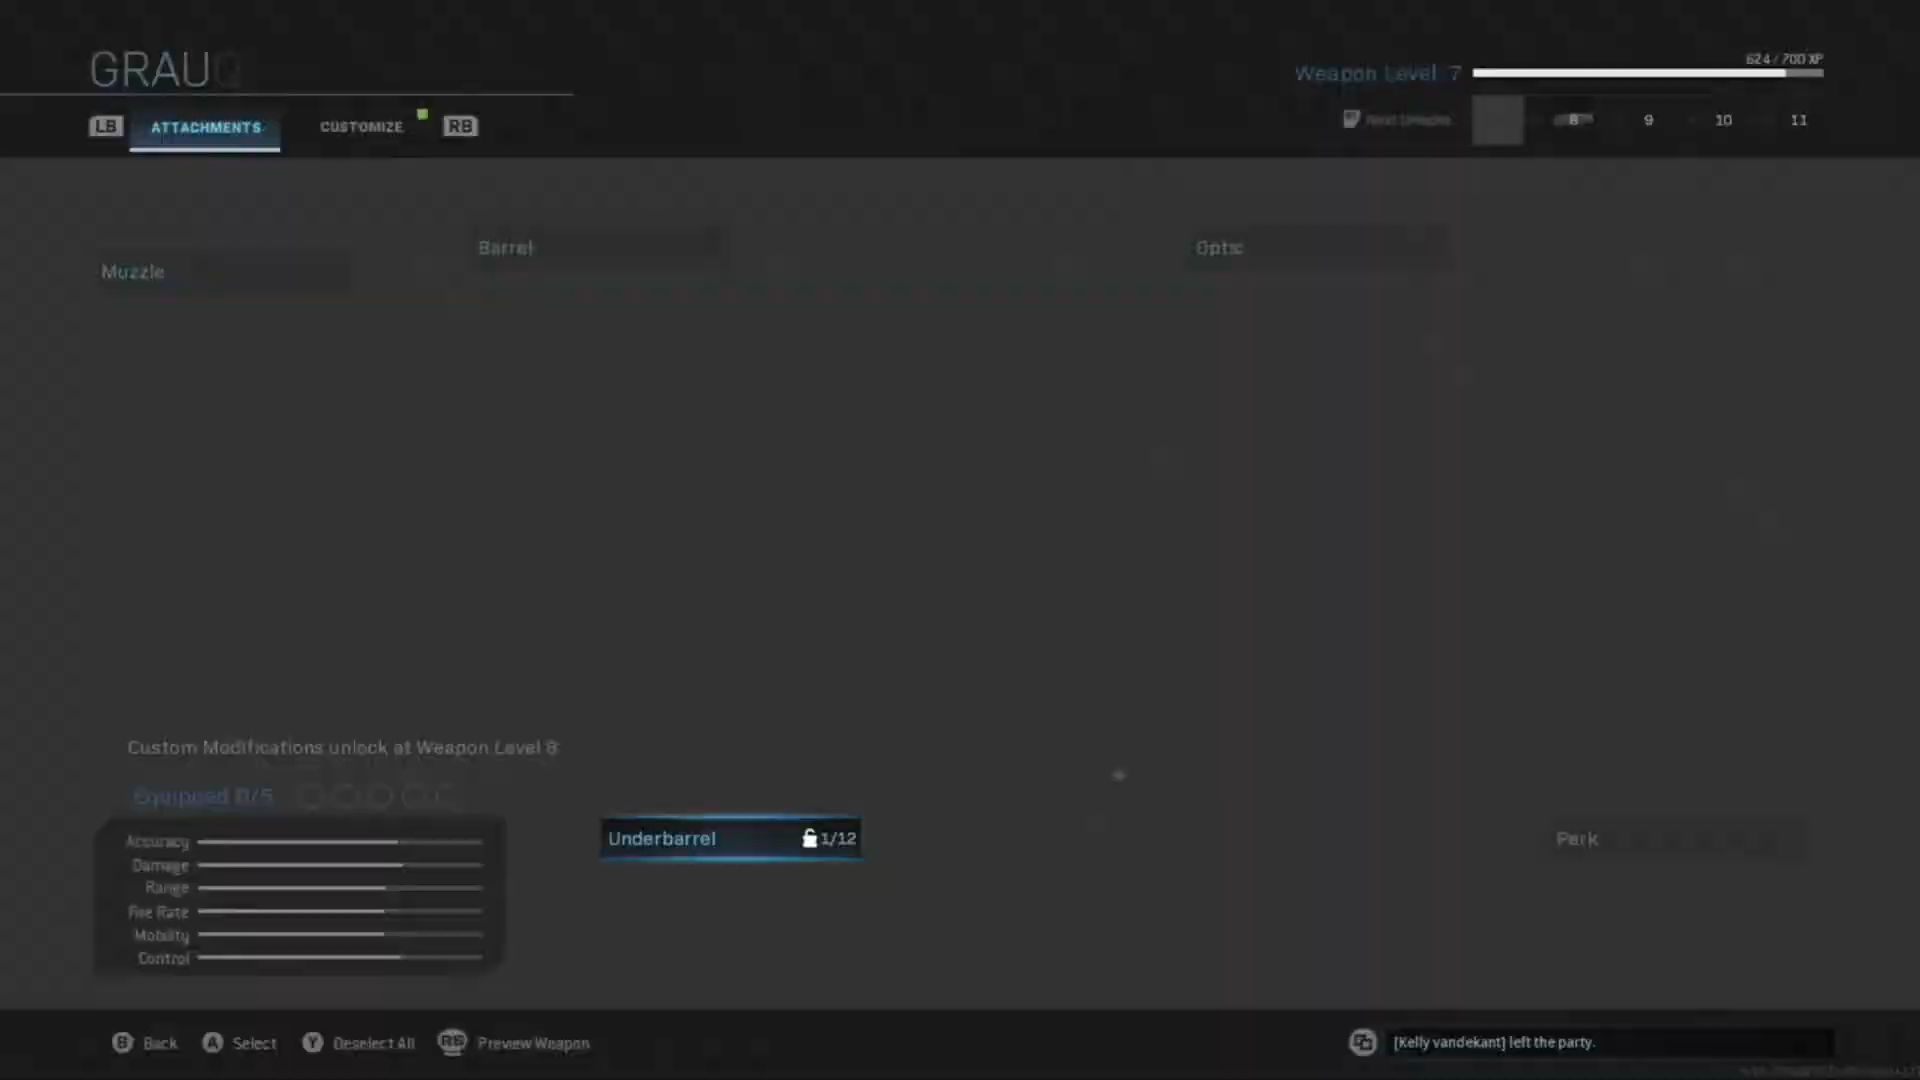 GRAU
Weapon Level 7
624 / 700 XP
LB
ATTACHMENTS
CUSTOMIZE
RB
8
9
10
11
Muzzle
Barrel
Optic
Custom Modifications unlock at Weapon Level 8
Equipped 0/5
Accuracy
Damage
Range
Fire Rate
Mobility
Control
Underbarrel 1/12
Perk
B Back
A Select
Y Deselect All
RS Preview Weapon
[Kelly vandekant] left the party.